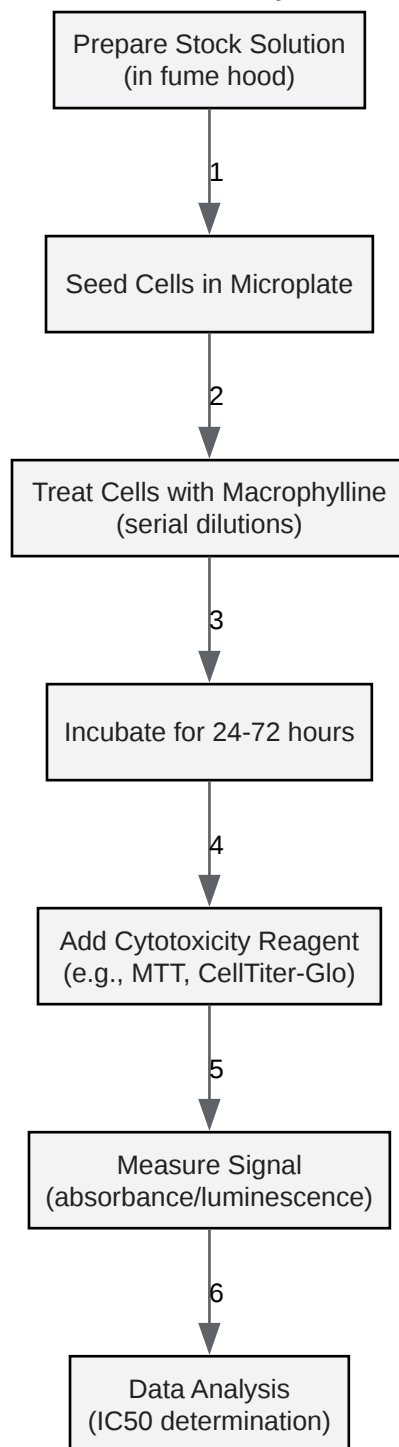 Prepare Stock Solution
(in fume hood)
1
Seed Cells in Microplate
2
Treat Cells with Macrophylline
(serial dilutions)
3
Incubate for 24-72 hours
4
Add Cytotoxicity Reagent
(e.g., MTT, CellTiter-Glo)
5
Measure Signal
(absorbance/luminescence)
6
Data Analysis
(IC50 determination)